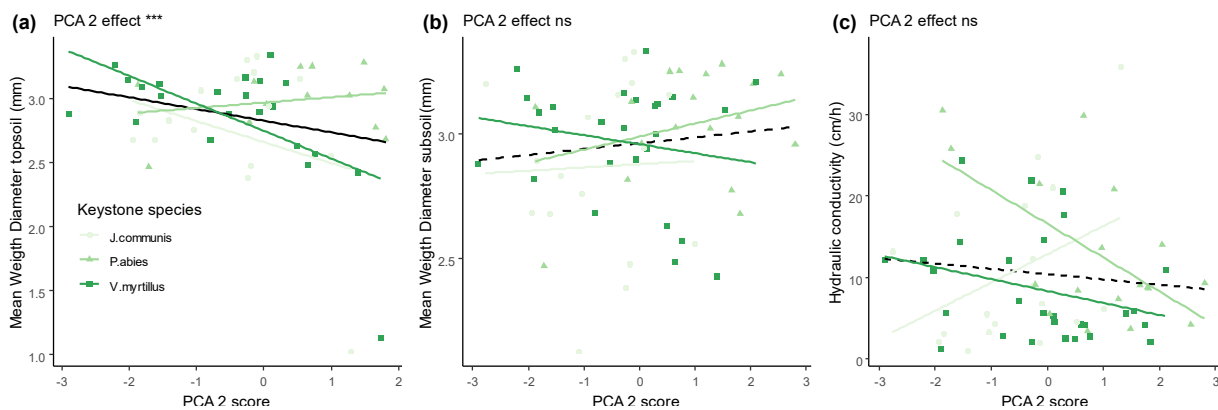 (a) PCA 2 effect ***
Mean Weigth Diameter topsoil (mm)
3.0
2.5
2.0
1.5
1.0
Keystone species
J.communis
P.abies
V.myrtillus
-3 -2 -1 0 1 2
PCA 2 score
(b) PCA 2 effect ns
Mean Weigth Diameter subsoil (mm)
3.0
2.5
-3 -2 -1 0 1 2 3
PCA 2 score
(c) PCA 2 effect ns
Hydraulic conductivity (cm/h)
30
20
10
0
-3 -2 -1 0 1 2 3
PCA 2 score